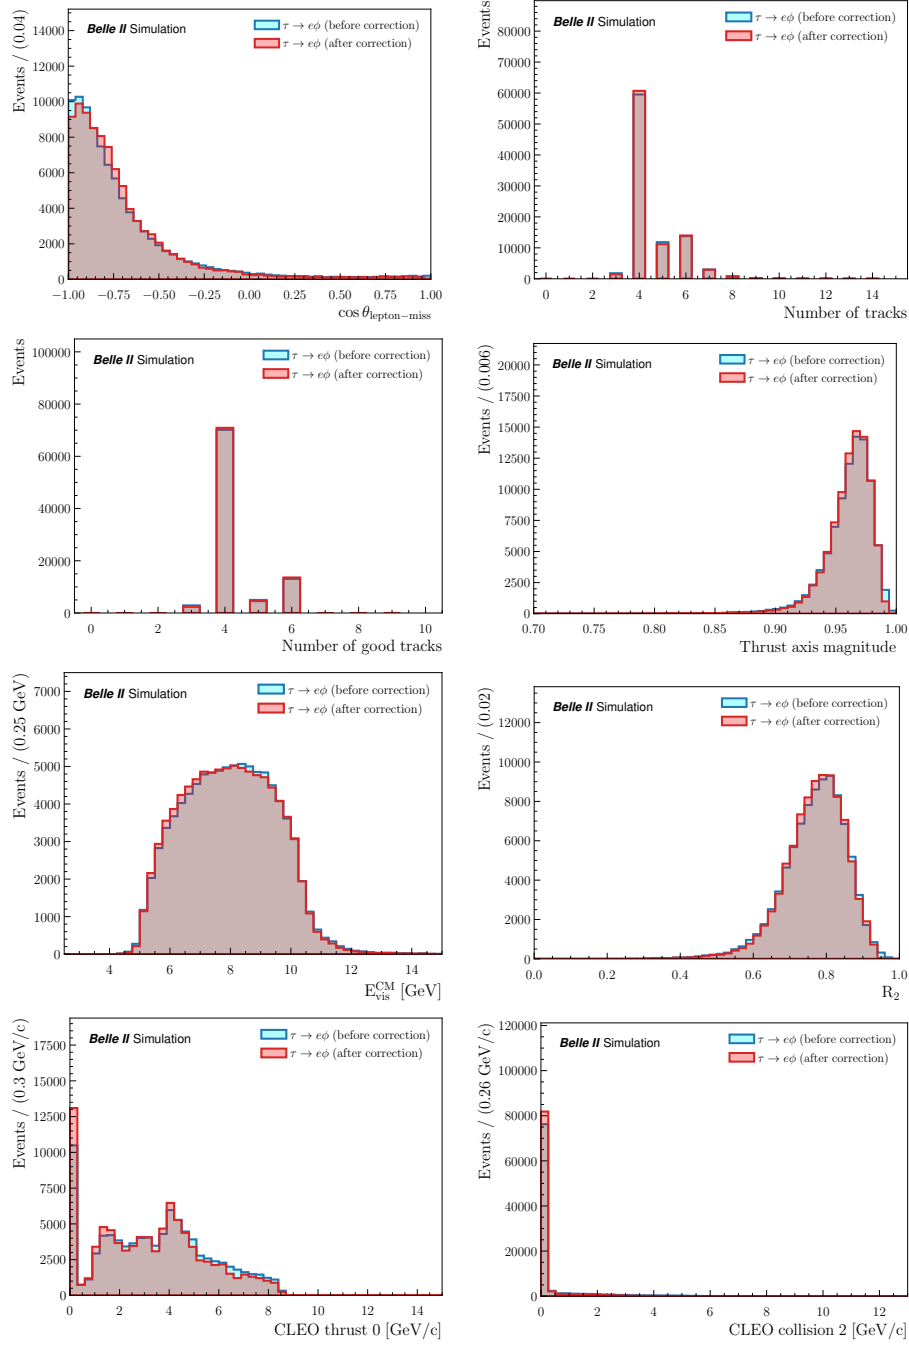 Events / (0.04)
14000
12000
10000
8000
6000
4000
2000
0
Belle II Simulation
τ → eϕ (before correction)
τ → eϕ (after correction)
−1.00 −0.75 −0.50 −0.25 0.00 0.25 0.50 0.75 1.00
cos θlepton−miss
Events
80000
60000
50000
40000
30000
20000
10000
0
Belle II Simulation
τ → eϕ (before correction)
τ → eϕ (after correction)
0 2 4 6 8 10 12 14
Number of tracks
Events
100000
80000
60000
40000
20000
0
Belle II Simulation
τ → eϕ (before correction)
τ → eϕ (after correction)
0 2 4 6 8 10
Number of good tracks
Events / (0.006)
20000
17500
15000
12500
10000
7500
5000
2500
0
Belle II Simulation
τ → eϕ (before correction)
τ → eϕ (after correction)
0.70 0.75 0.80 0.85 0.90 0.95 1.00
Thrust axis magnitude
Events / (0.25 GeV)
7000
6000
5000
4000
3000
2000
1000
0
Belle II Simulation
τ → eϕ (before correction)
τ → eϕ (after correction)
4 6 8 10 12 14
E^CM_vis [GeV]
Events / (0.02)
12000
10000
8000
6000
4000
2000
0
Belle II Simulation
τ → eϕ (before correction)
τ → eϕ (after correction)
0.0 0.2 0.4 0.6 0.8 1.0
R2
Events / (0.3 GeV/c)
17500
15000
12500
10000
7500
5000
2500
0
Belle II Simulation
τ → eϕ (before correction)
τ → eϕ (after correction)
0 2 4 6 8 10 12 14
CLEO thrust 0 [GeV/c]
Events / (0.26 GeV/c)
120000
100000
80000
60000
40000
20000
0
Belle II Simulation
τ → eϕ (before correction)
τ → eϕ (after correction)
0 2 4 6 8 10 12
CLEO collision 2 [GeV/c]